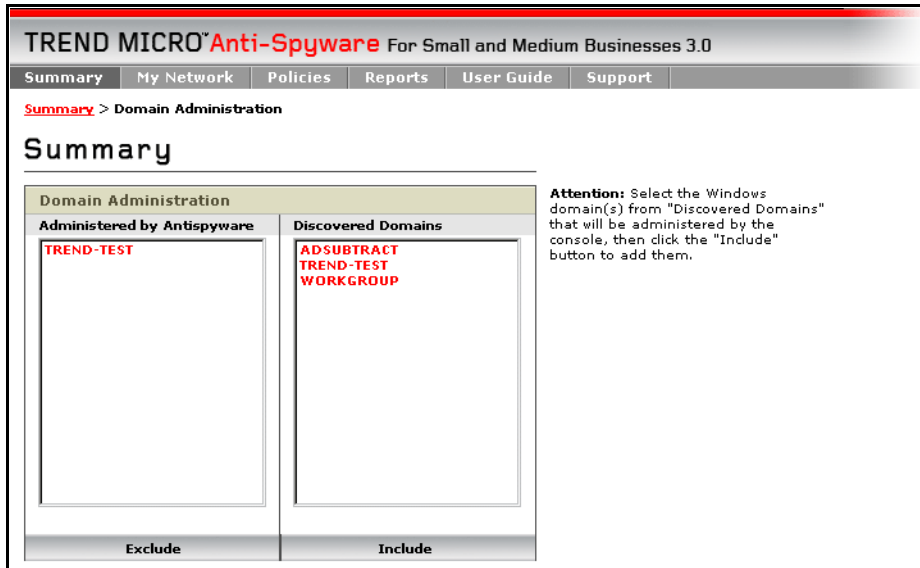 TREND MICRO™Anti-Spyware For Small and Medium Businesses 3.0
Summary My Network Policies Reports User Guide Support
Summary > Domain Administration
Summary
Domain Administration
Administered by Antispyware Discovered Domains
TREND-TEST
ADSUBTRACT
TREND-TEST
WORKGROUP
Exclude Include
Attention: Select the Windows
domain(s) from "Discovered Domains"
that will be administered by the
console, then click the "Include"
button to add them.